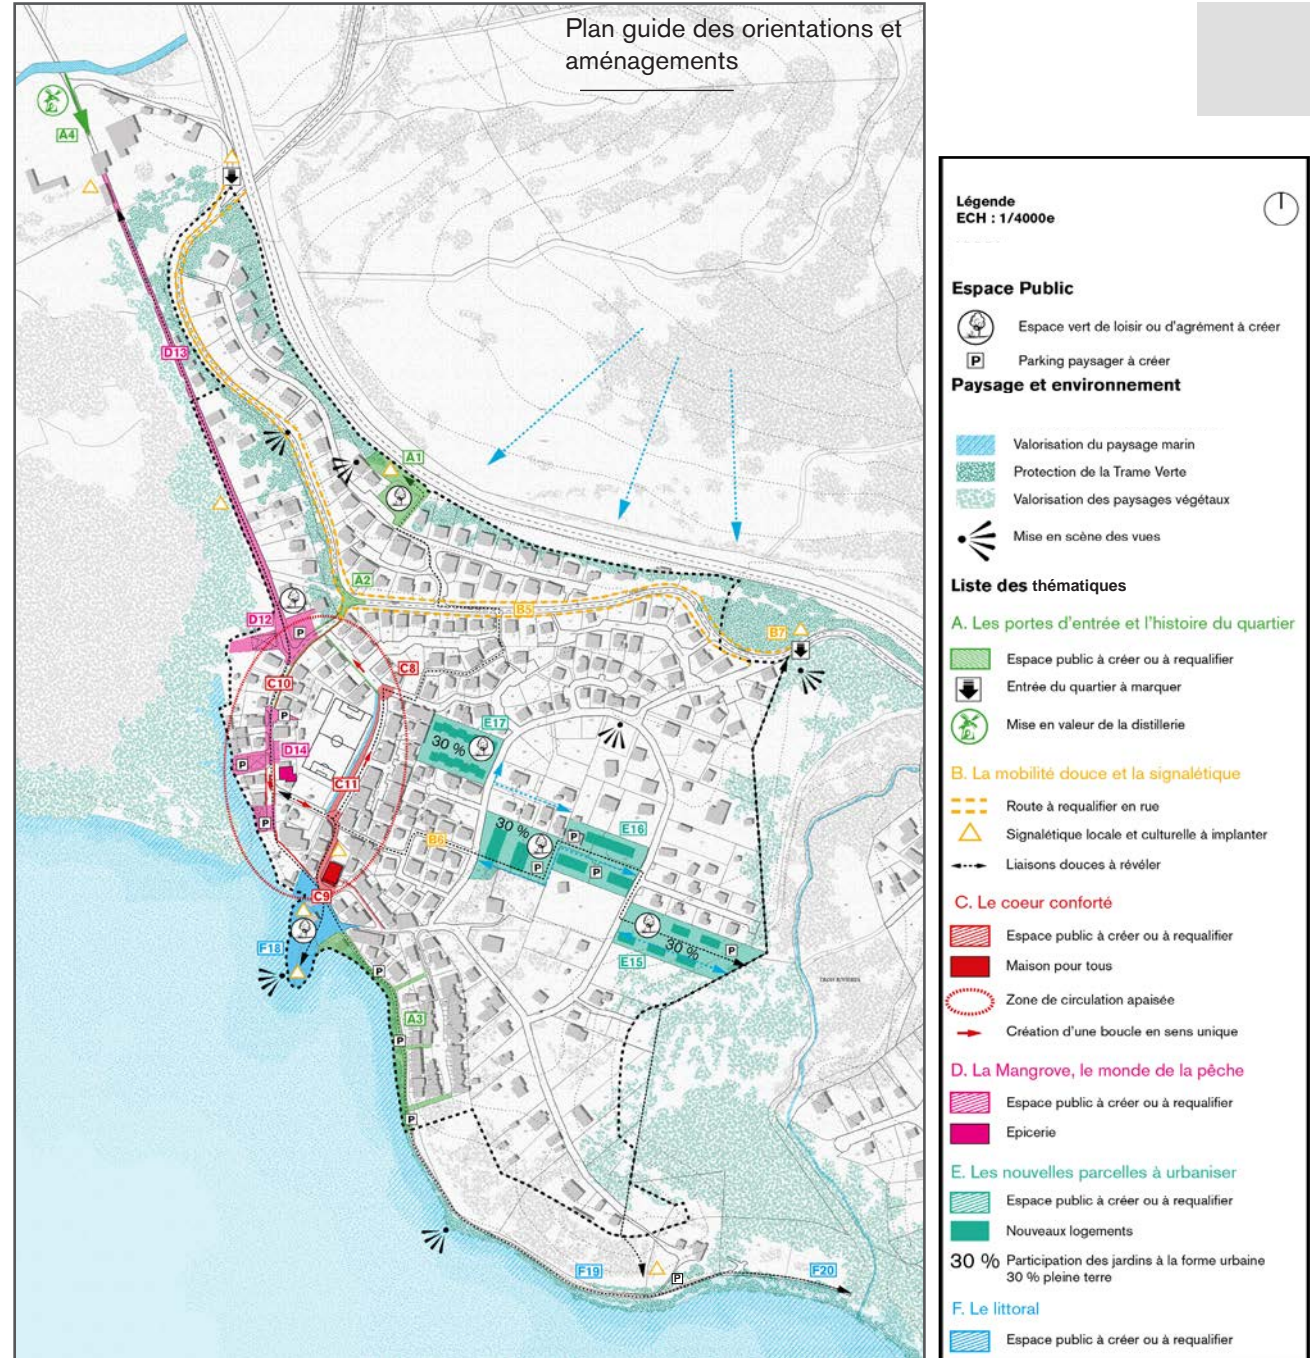 Plan guide des orientations et
aménagements
A4
D13
A1
A2
B5
B7
D12
P
C8
C10
P
E17
30 %
D14
P
C11
P
B6
30 %
P
E16
P
P
C9
F18
E15
30 %
P
P
A3
P
P
F19
P
F20
Légende
ECH : 1/4000e
Espace Public
Espace vert de loisir ou d'agrément à créer
P Parking paysager à créer
Paysage et environnement
Valorisation du paysage marin
Protection de la Trame Verte
Valorisation des paysages végétaux
Mise en scène des vues
Liste des thématiques
A. Les portes d'entrée et l'histoire du quartier
Espace public à créer ou à requalifier
Entrée du quartier à marquer
Mise en valeur de la distillerie
B. La mobilité douce et la signalétique
Route à requalifier en rue
Signalétique locale et culturelle à implanter
Liaisons douces à révéler
C. Le coeur conforté
Espace public à créer ou à requalifier
Maison pour tous
Zone de circulation apaisée
Création d'une boucle en sens unique
D. La Mangrove, le monde de la pêche
Espace public à créer ou à requalifier
Epicerie
E. Les nouvelles parcelles à urbaniser
Espace public à créer ou à requalifier
Nouveaux logements
30 % Participation des jardins à la forme urbaine
30 % pleine terre
F. Le littoral
Espace public à créer ou à requalifier